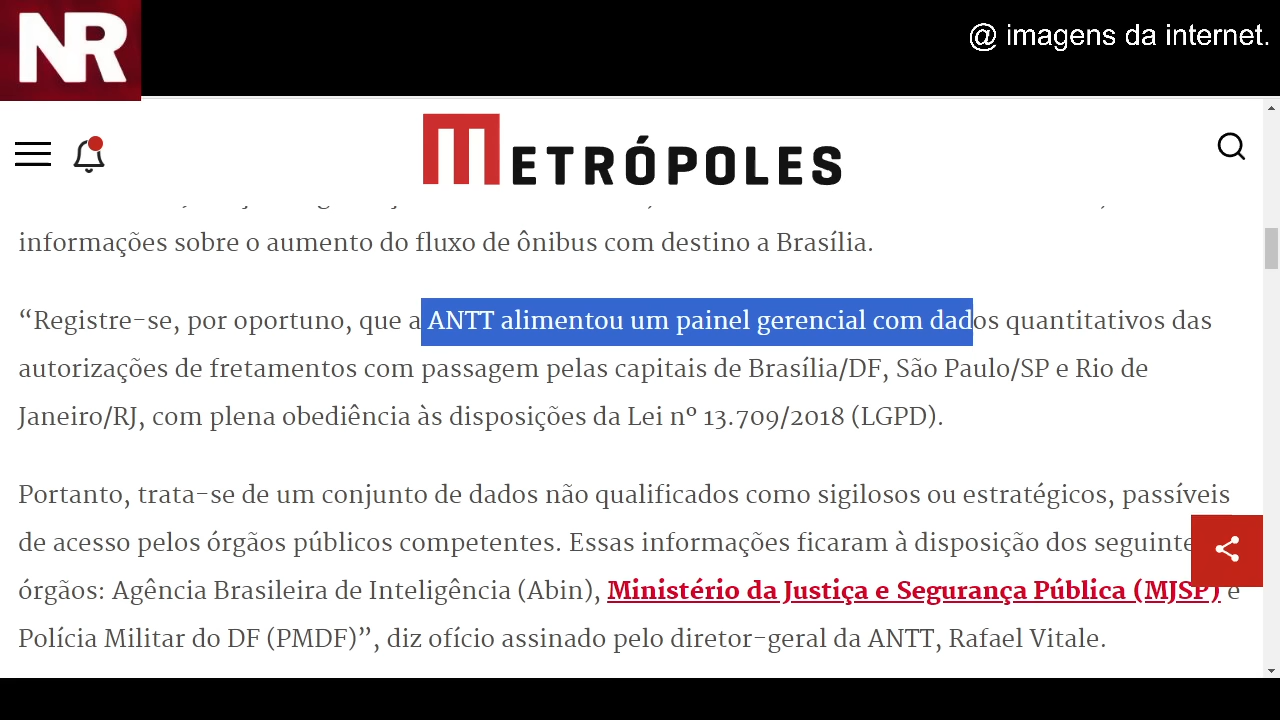 NR
@ imagens da internet.
METRÓPOLES
informações sobre o aumento do fluxo de ônibus com destino a Brasília.
“Registre-se, por oportuno, que a ANTT alimentou um painel gerencial com dados quantitativos das
autorizações de fretamentos com passagem pelas capitais de Brasília/DF, São Paulo/SP e Rio de
Janeiro/RJ, com plena obediência às disposições da Lei nº 13.709/2018 (LGPD).
Portanto, trata-se de um conjunto de dados não qualificados como sigilosos ou estratégicos, passíveis
de acesso pelos órgãos públicos competentes. Essas informações ficaram à disposição dos seguinte
órgãos: Agência Brasileira de Inteligência (Abin), Ministério da Justiça e Segurança Pública (MJSP) e
Polícia Militar do DF (PMDF)”, diz ofício assinado pelo diretor-geral da ANTT, Rafael Vitale.